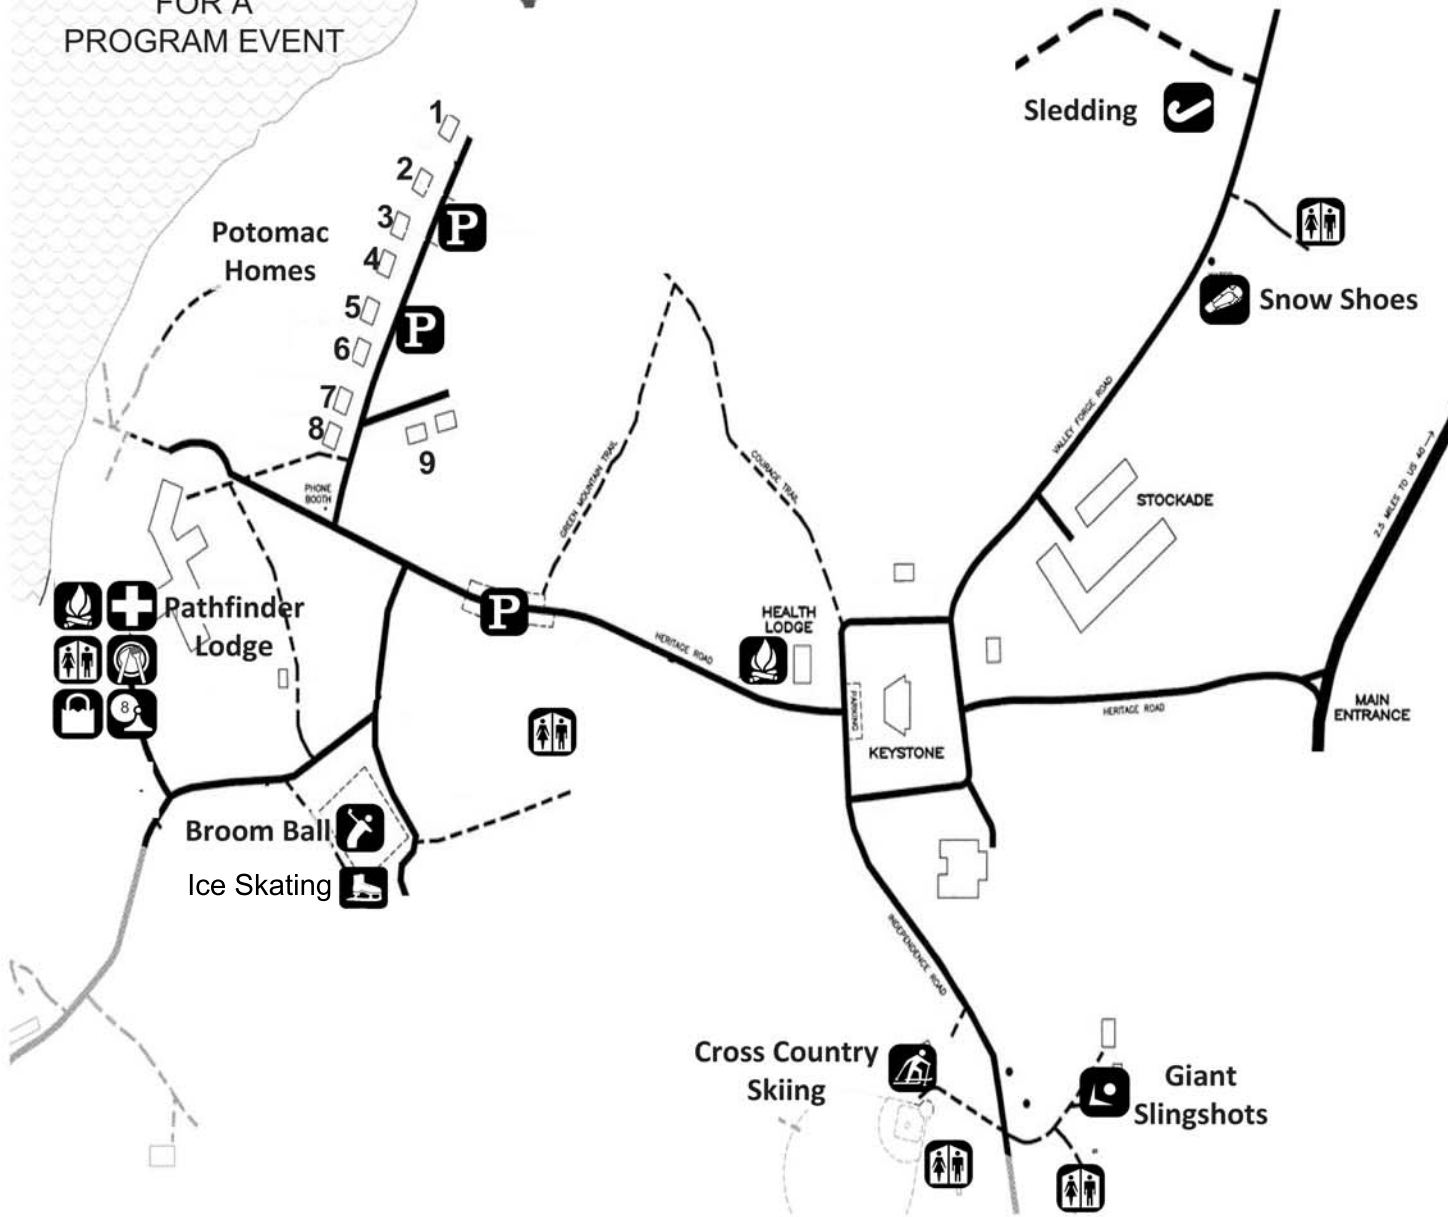 FOR A
PROGRAM EVENT
1
2
3
4
5
6
7
8
9
P
P
Potomac
Homes
Sledding
Snow Shoes
VALLEY FORGE ROAD
STOCKADE
2.5 MILES TO US 40
GREEN MOUNTAIN TRAIL
COURAGE TRAIL
PHONE
BOOTH
P
HEALTH
LODGE
HERITAGE ROAD
Pathfinder
Lodge
8
PARKING
KEYSTONE
HERITAGE ROAD
MAIN
ENTRANCE
Broom Ball
Ice Skating
INDEPENDENCE ROAD
Cross Country
Skiing
Giant
Slingshots